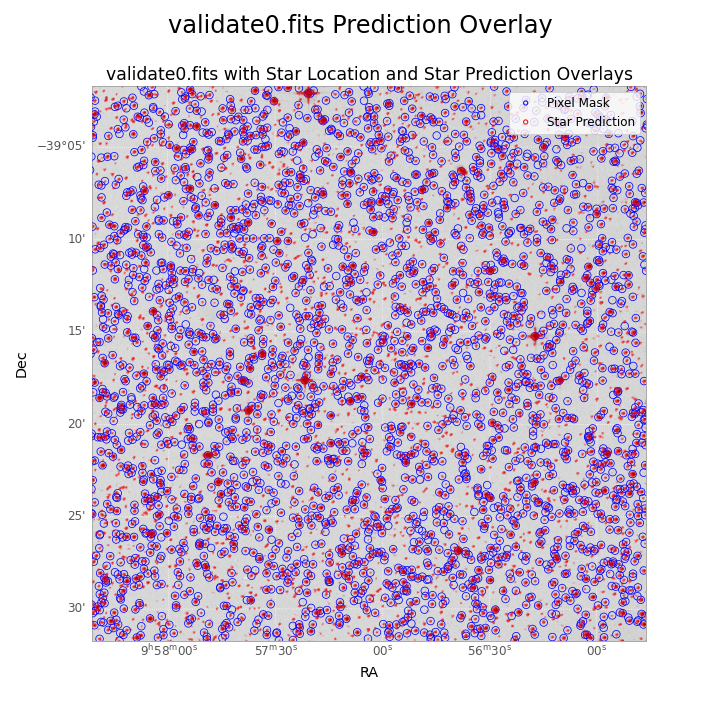 validate0.fits Prediction Overlay
validate0.fits with Star Location and Star Prediction Overlays
Pixel Mask
Star Prediction
−39°05'
10'
15'
20'
25'
30'
Dec
9ʰ58ᵐ00ˢ
57ᵐ30ˢ
00ˢ
56ᵐ30ˢ
00ˢ
RA